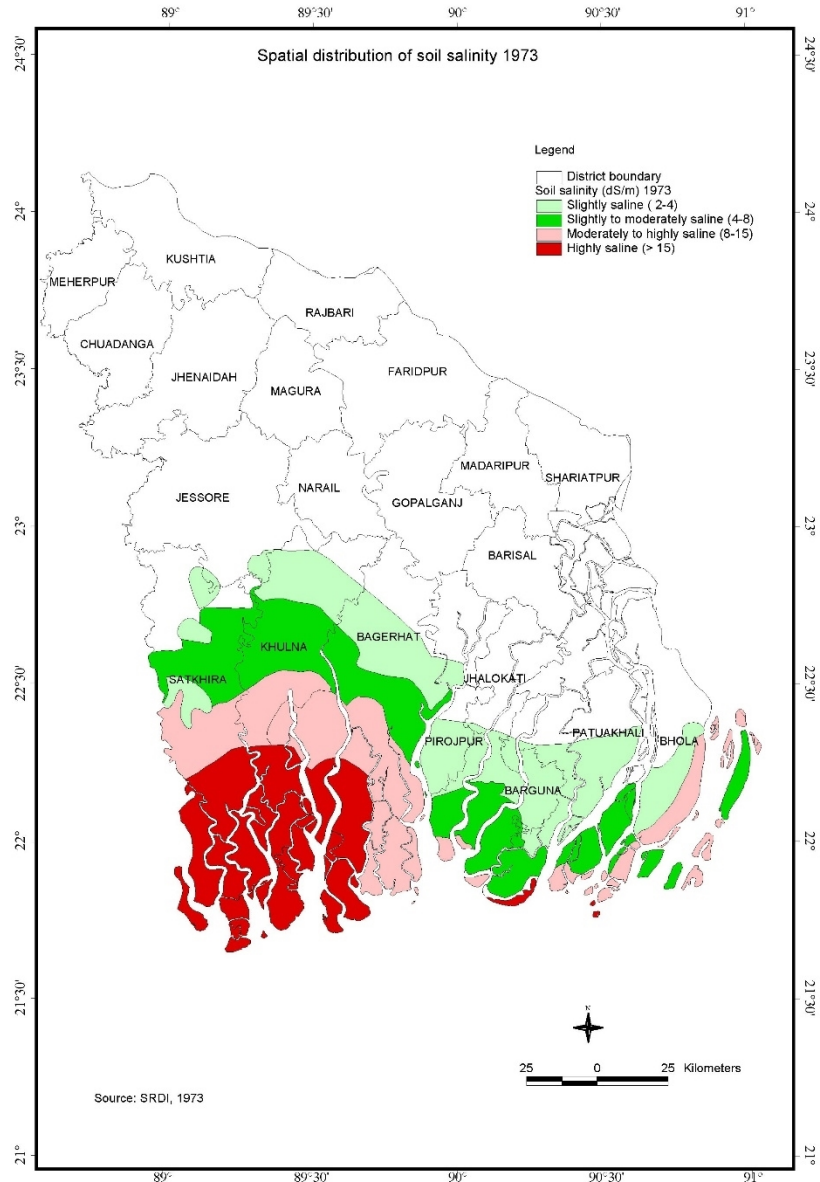 89° 89°30' 90° 90°30' 91°
24°30' 24°30'
Spatial distribution of soil salinity 1973
Legend
District boundary
Soil salinity (dS/m) 1973
Slightly saline ( 2-4)
Slightly to moderately saline (4-8)
Moderately to highly saline (8-15)
Highly saline (> 15)
24° 24°
KUSHTIA
MEHERPUR
RAJBARI
CHUADANGA
23°30' 23°30'
JHENAIDAH
FARIDPUR
MAGURA
MADARIPUR
SHARIATPUR
NARAIL
JESSORE
GOPALGANJ
23° 23°
BARISAL
BAGERHAT
KHULNA
SATKHIRA
JHALOKATI
22°30' 22°30'
PATUAKHALI
PIROJPUR
BHOLA
BARGUNA
22° 22°
21°30' 21°30'
N
25 0 25 Kilometers
Source: SRDI, 1973
21° 21°
89° 89°30' 90° 90°30' 91°